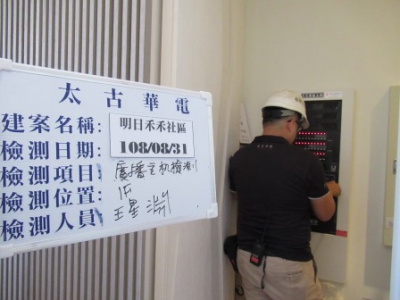 太古華電
建案名稱: 明日禾禾社區
檢測日期: 108/08/31
檢測項目: 廣播主机檢測
檢測位置: 1F
檢測人員: 王星